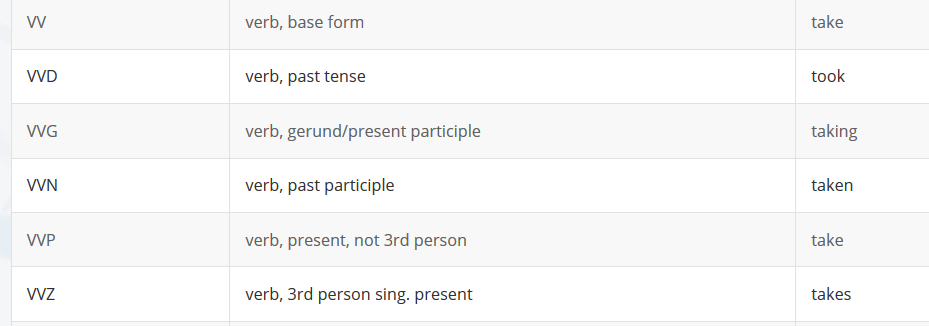 VV verb, base form take
VVD verb, past tense took
VVG verb, gerund/present participle taking
VVN verb, past participle taken
VVP verb, present, not 3rd person take
VVZ verb, 3rd person sing. present takes